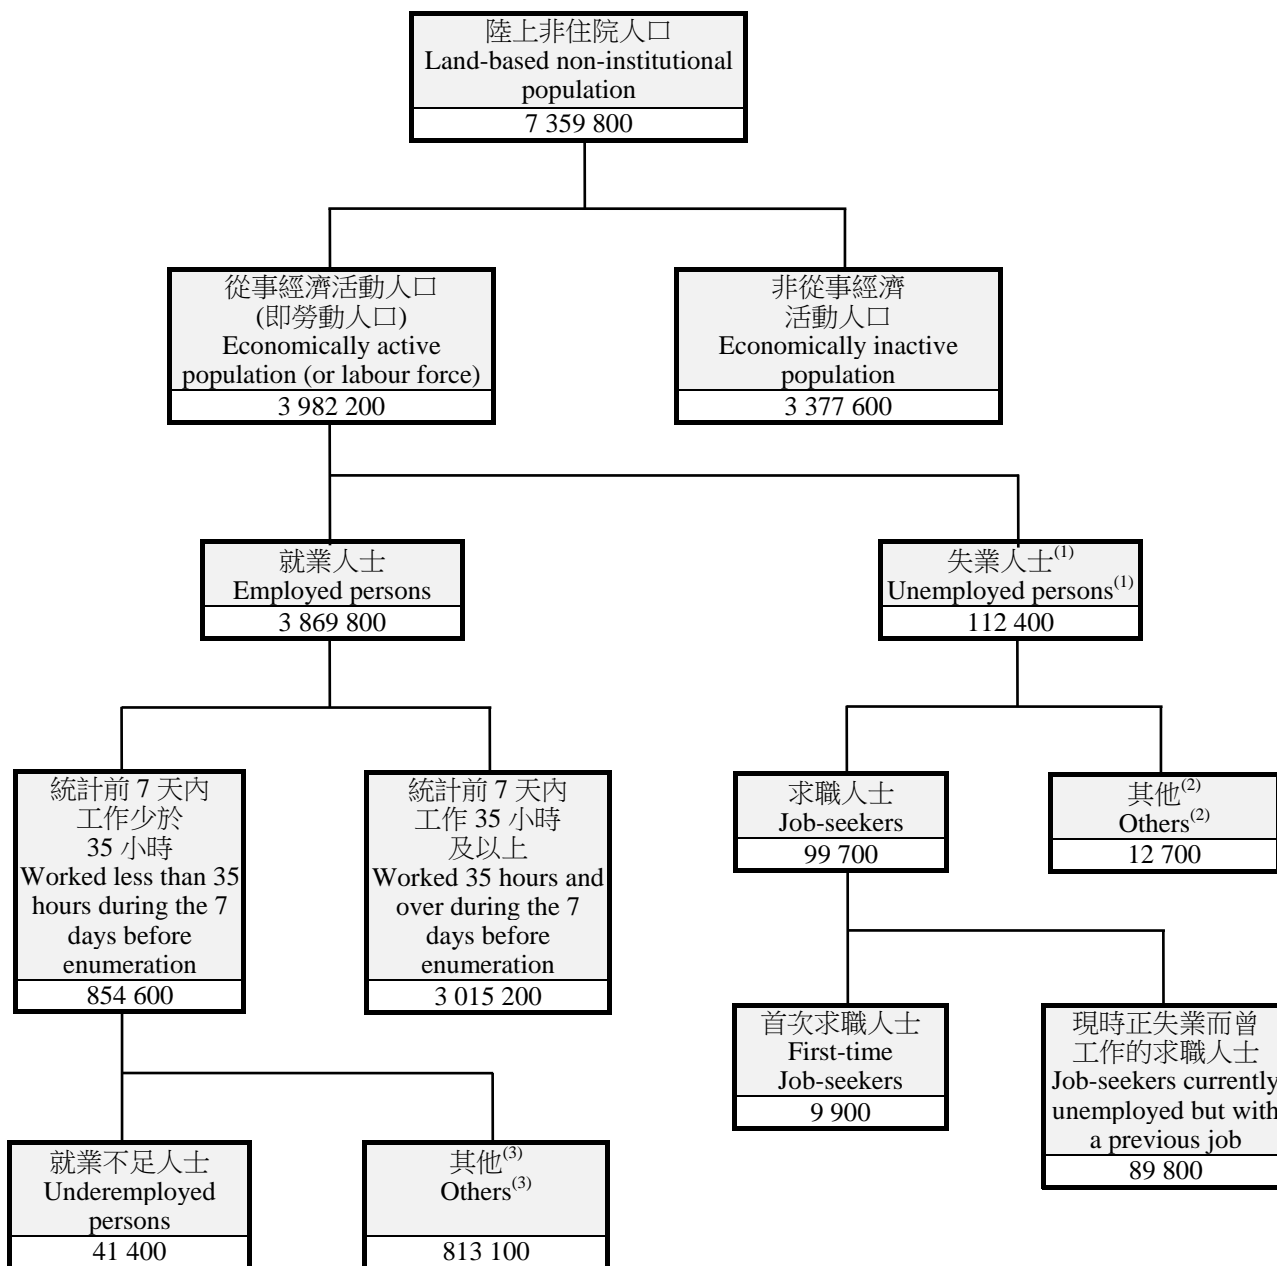 陸上非住院人口
Land-based non-institutional
population
7 359 800
從事經濟活動人口
(即勞動人口)
Economically active
population (or labour force)
3 982 200
非從事經濟
活動人口
Economically inactive
population
3 377 600
就業人士
Employed persons
3 869 800
失業人士(1)
Unemployed persons(1)
112 400
統計前 7 天內
工作少於
35 小時
Worked less than 35
hours during the 7
days before
enumeration
854 600
統計前 7 天內
工作 35 小時
及以上
Worked 35 hours and
over during the 7
days before
enumeration
3 015 200
求職人士
Job-seekers
99 700
其他(2)
Others(2)
12 700
首次求職人士
First-time
Job-seekers
9 900
現時正失業而曾
工作的求職人士
Job-seekers currently
unemployed but with
a previous job
89 800
就業不足人士
Underemployed
persons
41 400
其他(3)
Others(3)
813 100